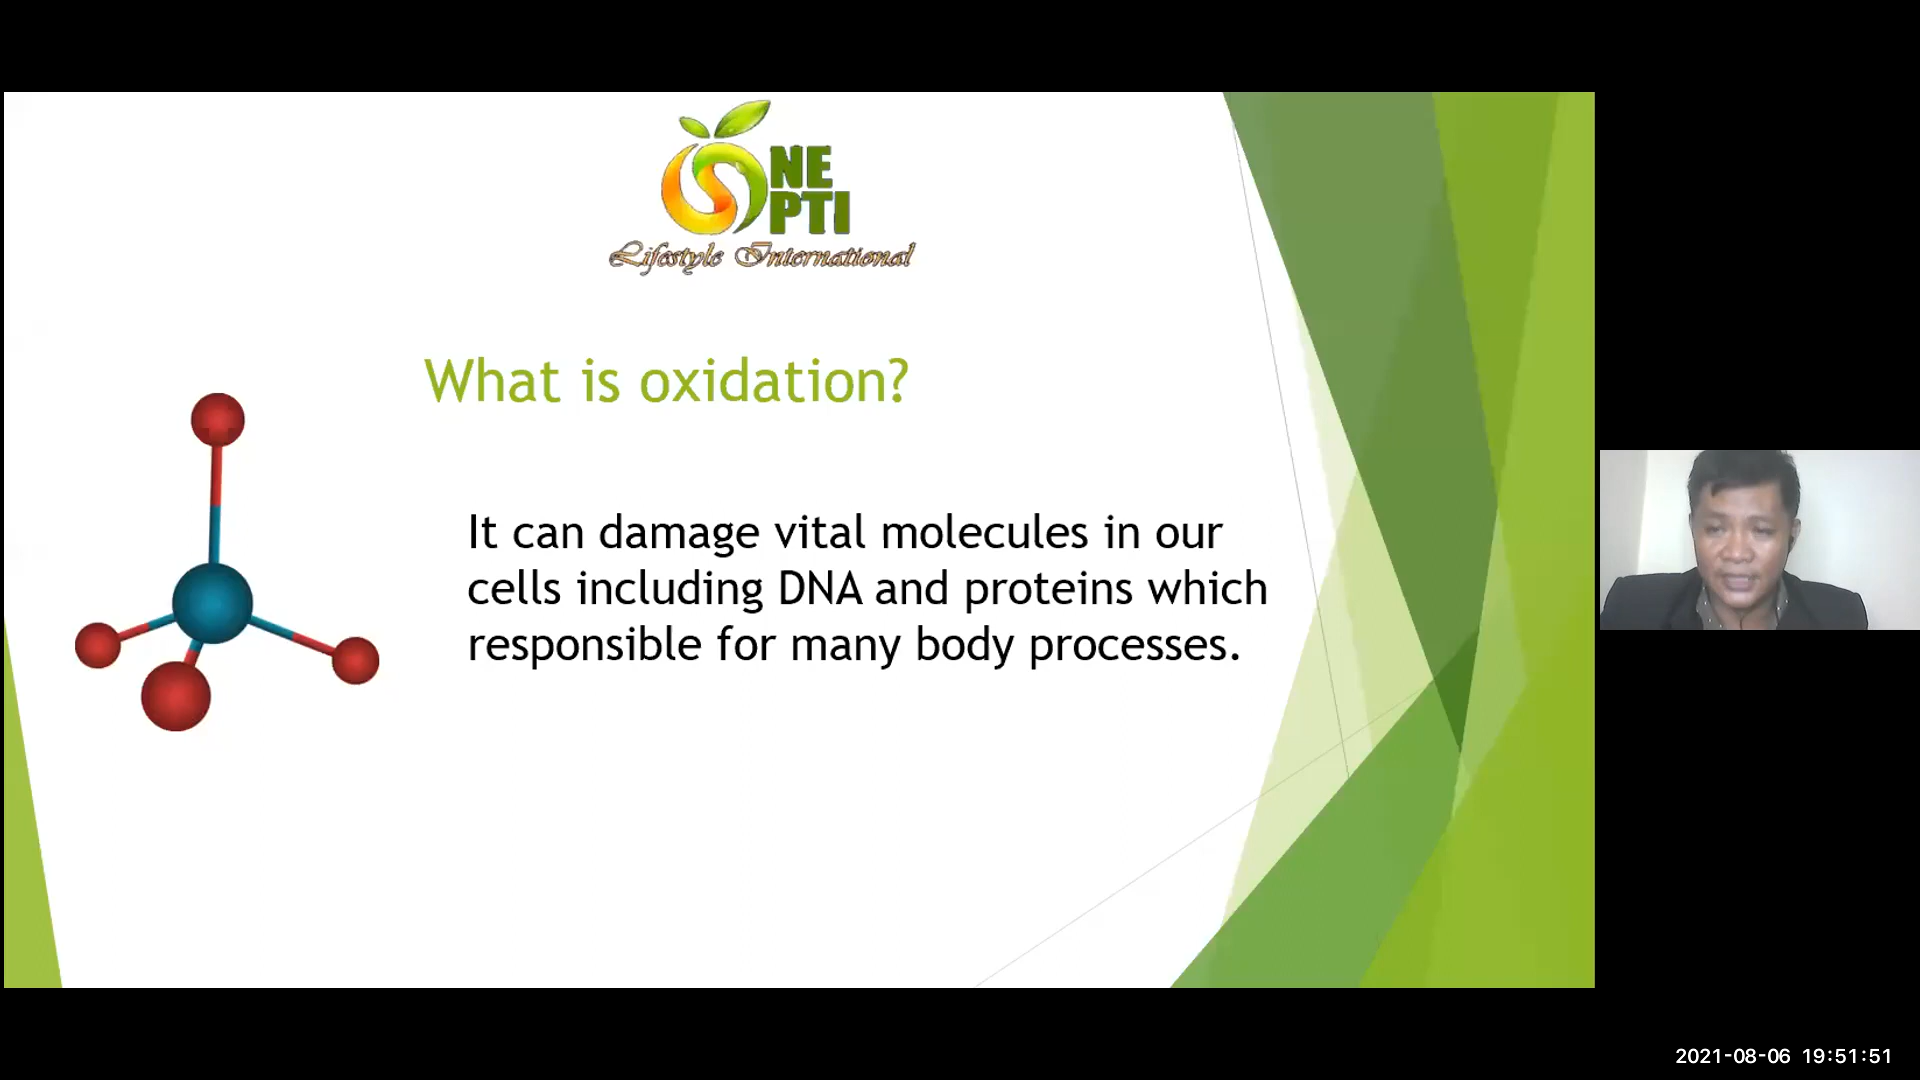 NE
PTI
Lifestyle International
What is oxidation?
It can damage vital molecules in our
cells including DNA and proteins which
responsible for many body processes.
2021-08-06 19:51:51